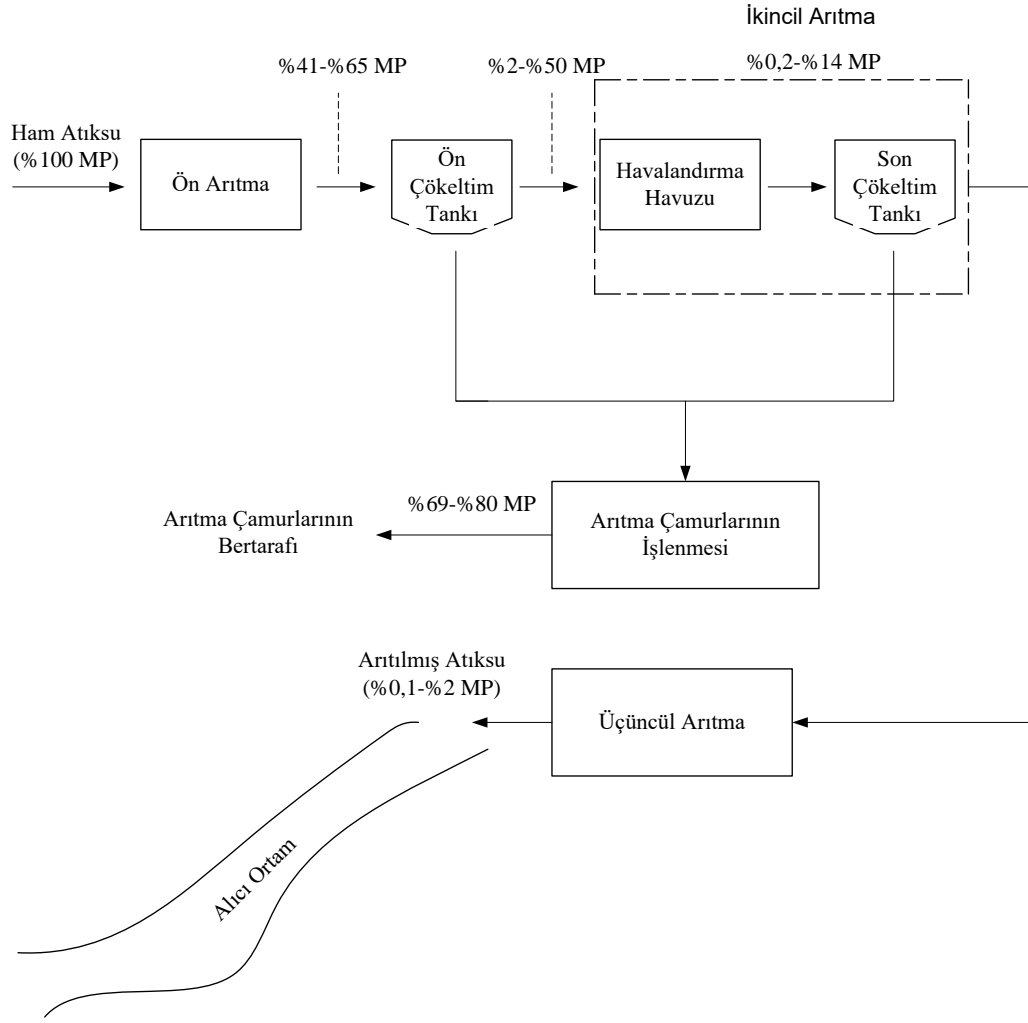 İkincil Arıtma
%41-%65 MP
%2-%50 MP
%0,2-%14 MP
Ham Atıksu
(%100 MP)
Ön Arıtma
Ön
Çökeltim
Tankı
Havalandırma
Havuzu
Son
Çökeltim
Tankı
%69-%80 MP
Arıtma Çamurlarının
Bertarafı
Arıtma Çamurlarının
İşlenmesi
Arıtılmış Atıksu
(%0,1-%2 MP)
Üçüncül Arıtma
Alıcı Ortam